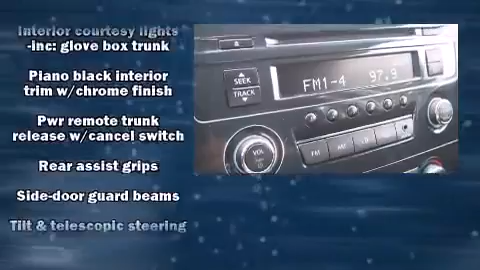 Interior courtesy lights
-inc: glove box trunk
Piano black interior
trim w/chrome finish
Pwr remote trunk
release w/cancel switch
Rear assist grips
Side-door guard beams
Tilt & telescopic steering
SEEK
TRACK
FM1-4 97.9
VOL
FM